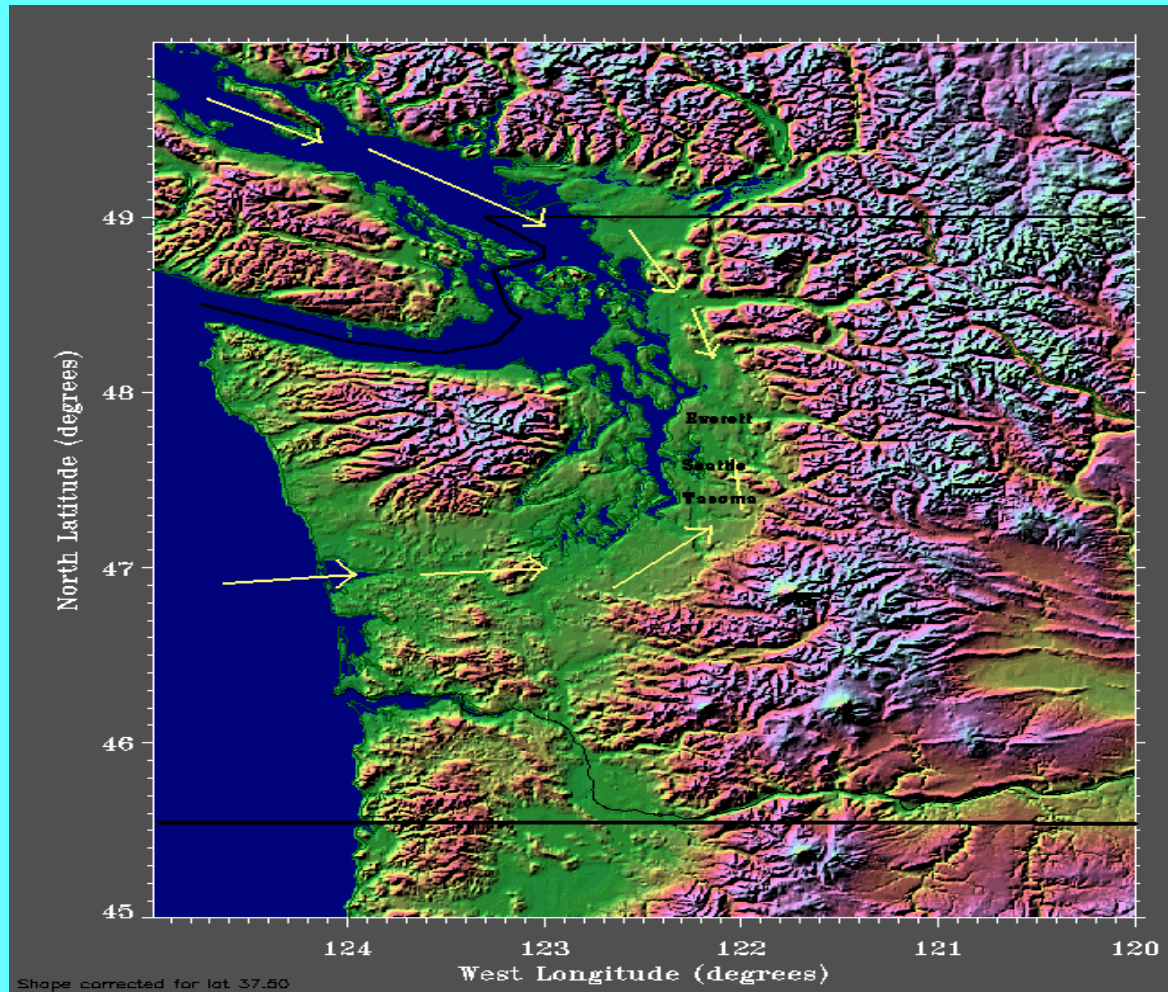 49
48
47
46
45
North Latitude (degrees)
Everett
Seattle
Tacoma
124
123
122
121
120
West Longitude (degrees)
Shape corrected for lat 37.50